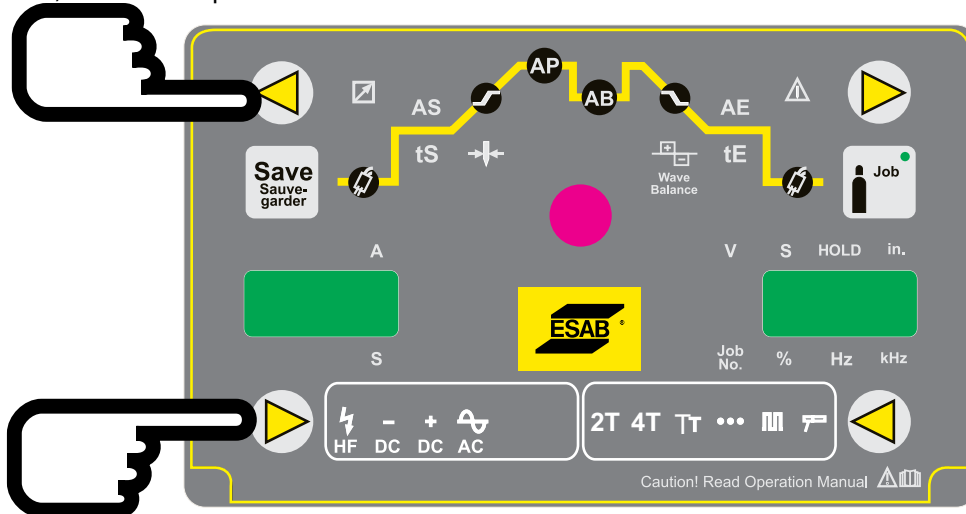 AP
AS
AB
AE
Save
Sauve-
garder
tS
Wave
Balance
tE
Job
A
V S HOLD in.
ESAB ®
S
Job
No.
% Hz kHz
HF DC DC AC
2T 4T TT
Caution! Read Operation Manual